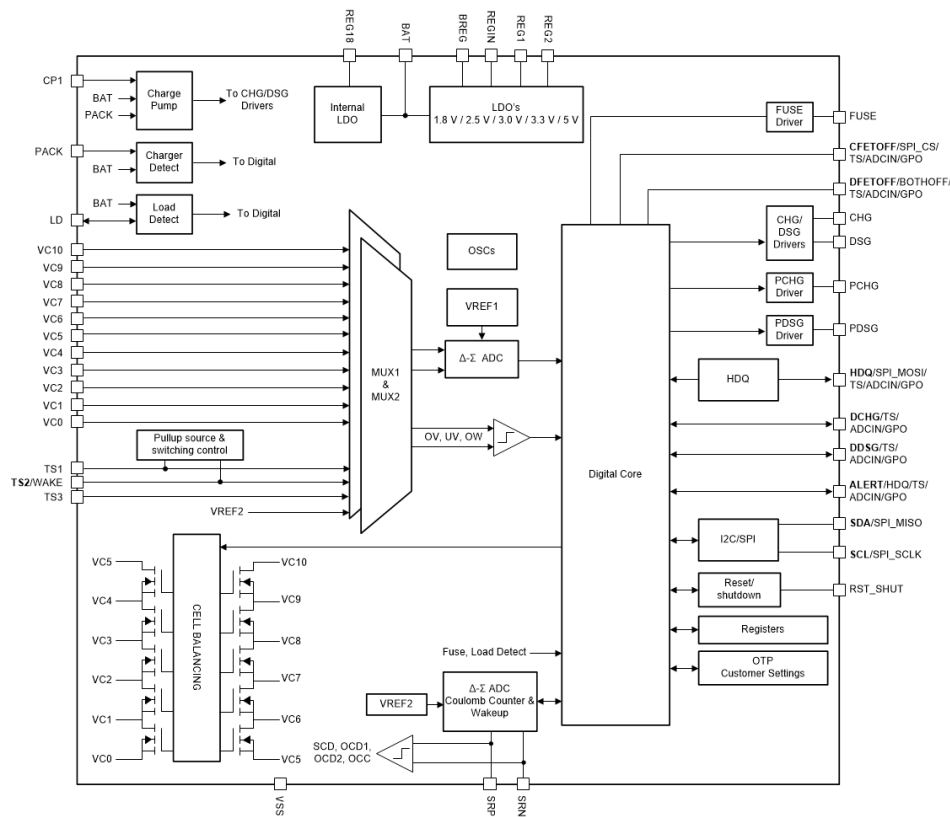 REG18
BAT
BREG
REGIN
REG1
REG2
CP1
BAT
PACK
Charge
Pump
To CHG/DSG
Drivers
Internal
LDO
LDO's
1.8 V / 2.5 V / 3.0 V / 3.3 V / 5 V
FUSE
Driver
FUSE
PACK
BAT
Charger
Detect
To Digital
CFETOFF/SPI_CS/
TS/ADCIN/GPO
DFETOFF/BOTHOFF/
TS/ADCIN/GPO
LD
BAT
Load
Detect
To Digital
CHG/
DSG
Drivers
CHG
DSG
VC10
VC9
VC8
VC7
VC6
VC5
VC4
VC3
VC2
VC1
VC0
OSCs
VREF1
Δ-Σ ADC
MUX1
&
MUX2
OV, UV, OW
PCHG
Driver
PCHG
PDSG
Driver
PDSG
HDQ
HDQ/SPI_MOSI/
TS/ADCIN/GPO
DCHG/TS/
ADCIN/GPO
DDSG/TS/
ADCIN/GPO
ALERT/HDQ/TS/
ADCIN/GPO
Pullup source &
switching control
TS1
TS2/WAKE
TS3
VREF2
Digital Core
I2C/SPI
SDA/SPI_MISO
SCL/SPI_SCLK
Reset/
shutdown
RST_SHUT
Registers
OTP
Customer Settings
VC5
VC4
VC3
VC2
VC1
VC0
CELL BALANCING
VC10
VC9
VC8
VC7
VC6
VC5
Fuse, Load Detect
VREF2
Δ-Σ ADC
Coulomb Counter &
Wakeup
SCD, OCD1,
OCD2, OCC
VSS
SRP
SRN